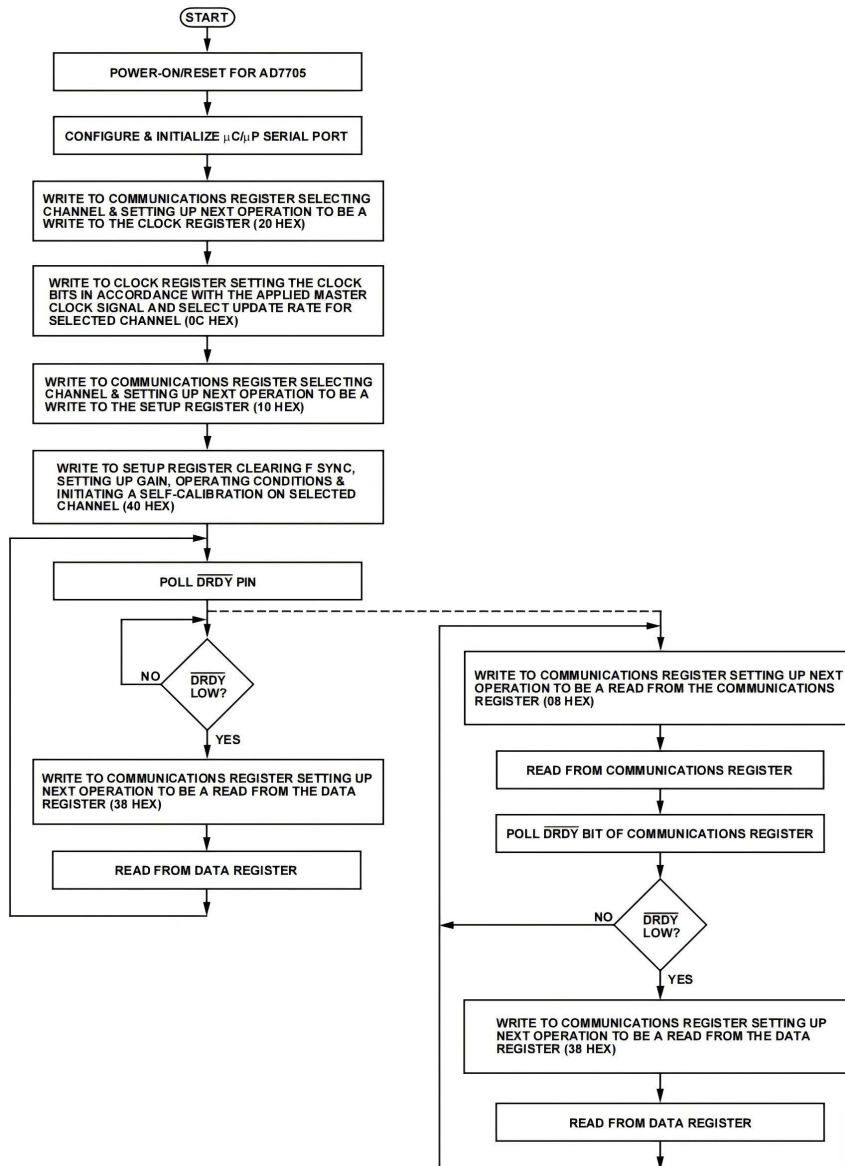 START
POWER-ON/RESET FOR AD7705
CONFIGURE & INITIALIZE μC/μP SERIAL PORT
WRITE TO COMMUNICATIONS REGISTER SELECTING
CHANNEL & SETTING UP NEXT OPERATION TO BE A
WRITE TO THE CLOCK REGISTER (20 HEX)
WRITE TO CLOCK REGISTER SETTING THE CLOCK
BITS IN ACCORDANCE WITH THE APPLIED MASTER
CLOCK SIGNAL AND SELECT UPDATE RATE FOR
SELECTED CHANNEL (0C HEX)
WRITE TO COMMUNICATIONS REGISTER SELECTING
CHANNEL & SETTING UP NEXT OPERATION TO BE A
WRITE TO THE SETUP REGISTER (10 HEX)
WRITE TO SETUP REGISTER CLEARING F SYNC,
SETTING UP GAIN, OPERATING CONDITIONS &
INITIATING A SELF-CALIBRATION ON SELECTED
CHANNEL (40 HEX)
POLL DRDY PIN
NO
DRDY
LOW?
YES
WRITE TO COMMUNICATIONS REGISTER SETTING UP
NEXT OPERATION TO BE A READ FROM THE DATA
REGISTER (38 HEX)
READ FROM DATA REGISTER
WRITE TO COMMUNICATIONS REGISTER SETTING UP NEXT
OPERATION TO BE A READ FROM THE COMMUNICATIONS
REGISTER (08 HEX)
READ FROM COMMUNICATIONS REGISTER
POLL DRDY BIT OF COMMUNICATIONS REGISTER
NO
DRDY
LOW?
YES
WRITE TO COMMUNICATIONS REGISTER SETTING UP
NEXT OPERATION TO BE A READ FROM THE DATA
REGISTER (38 HEX)
READ FROM DATA REGISTER